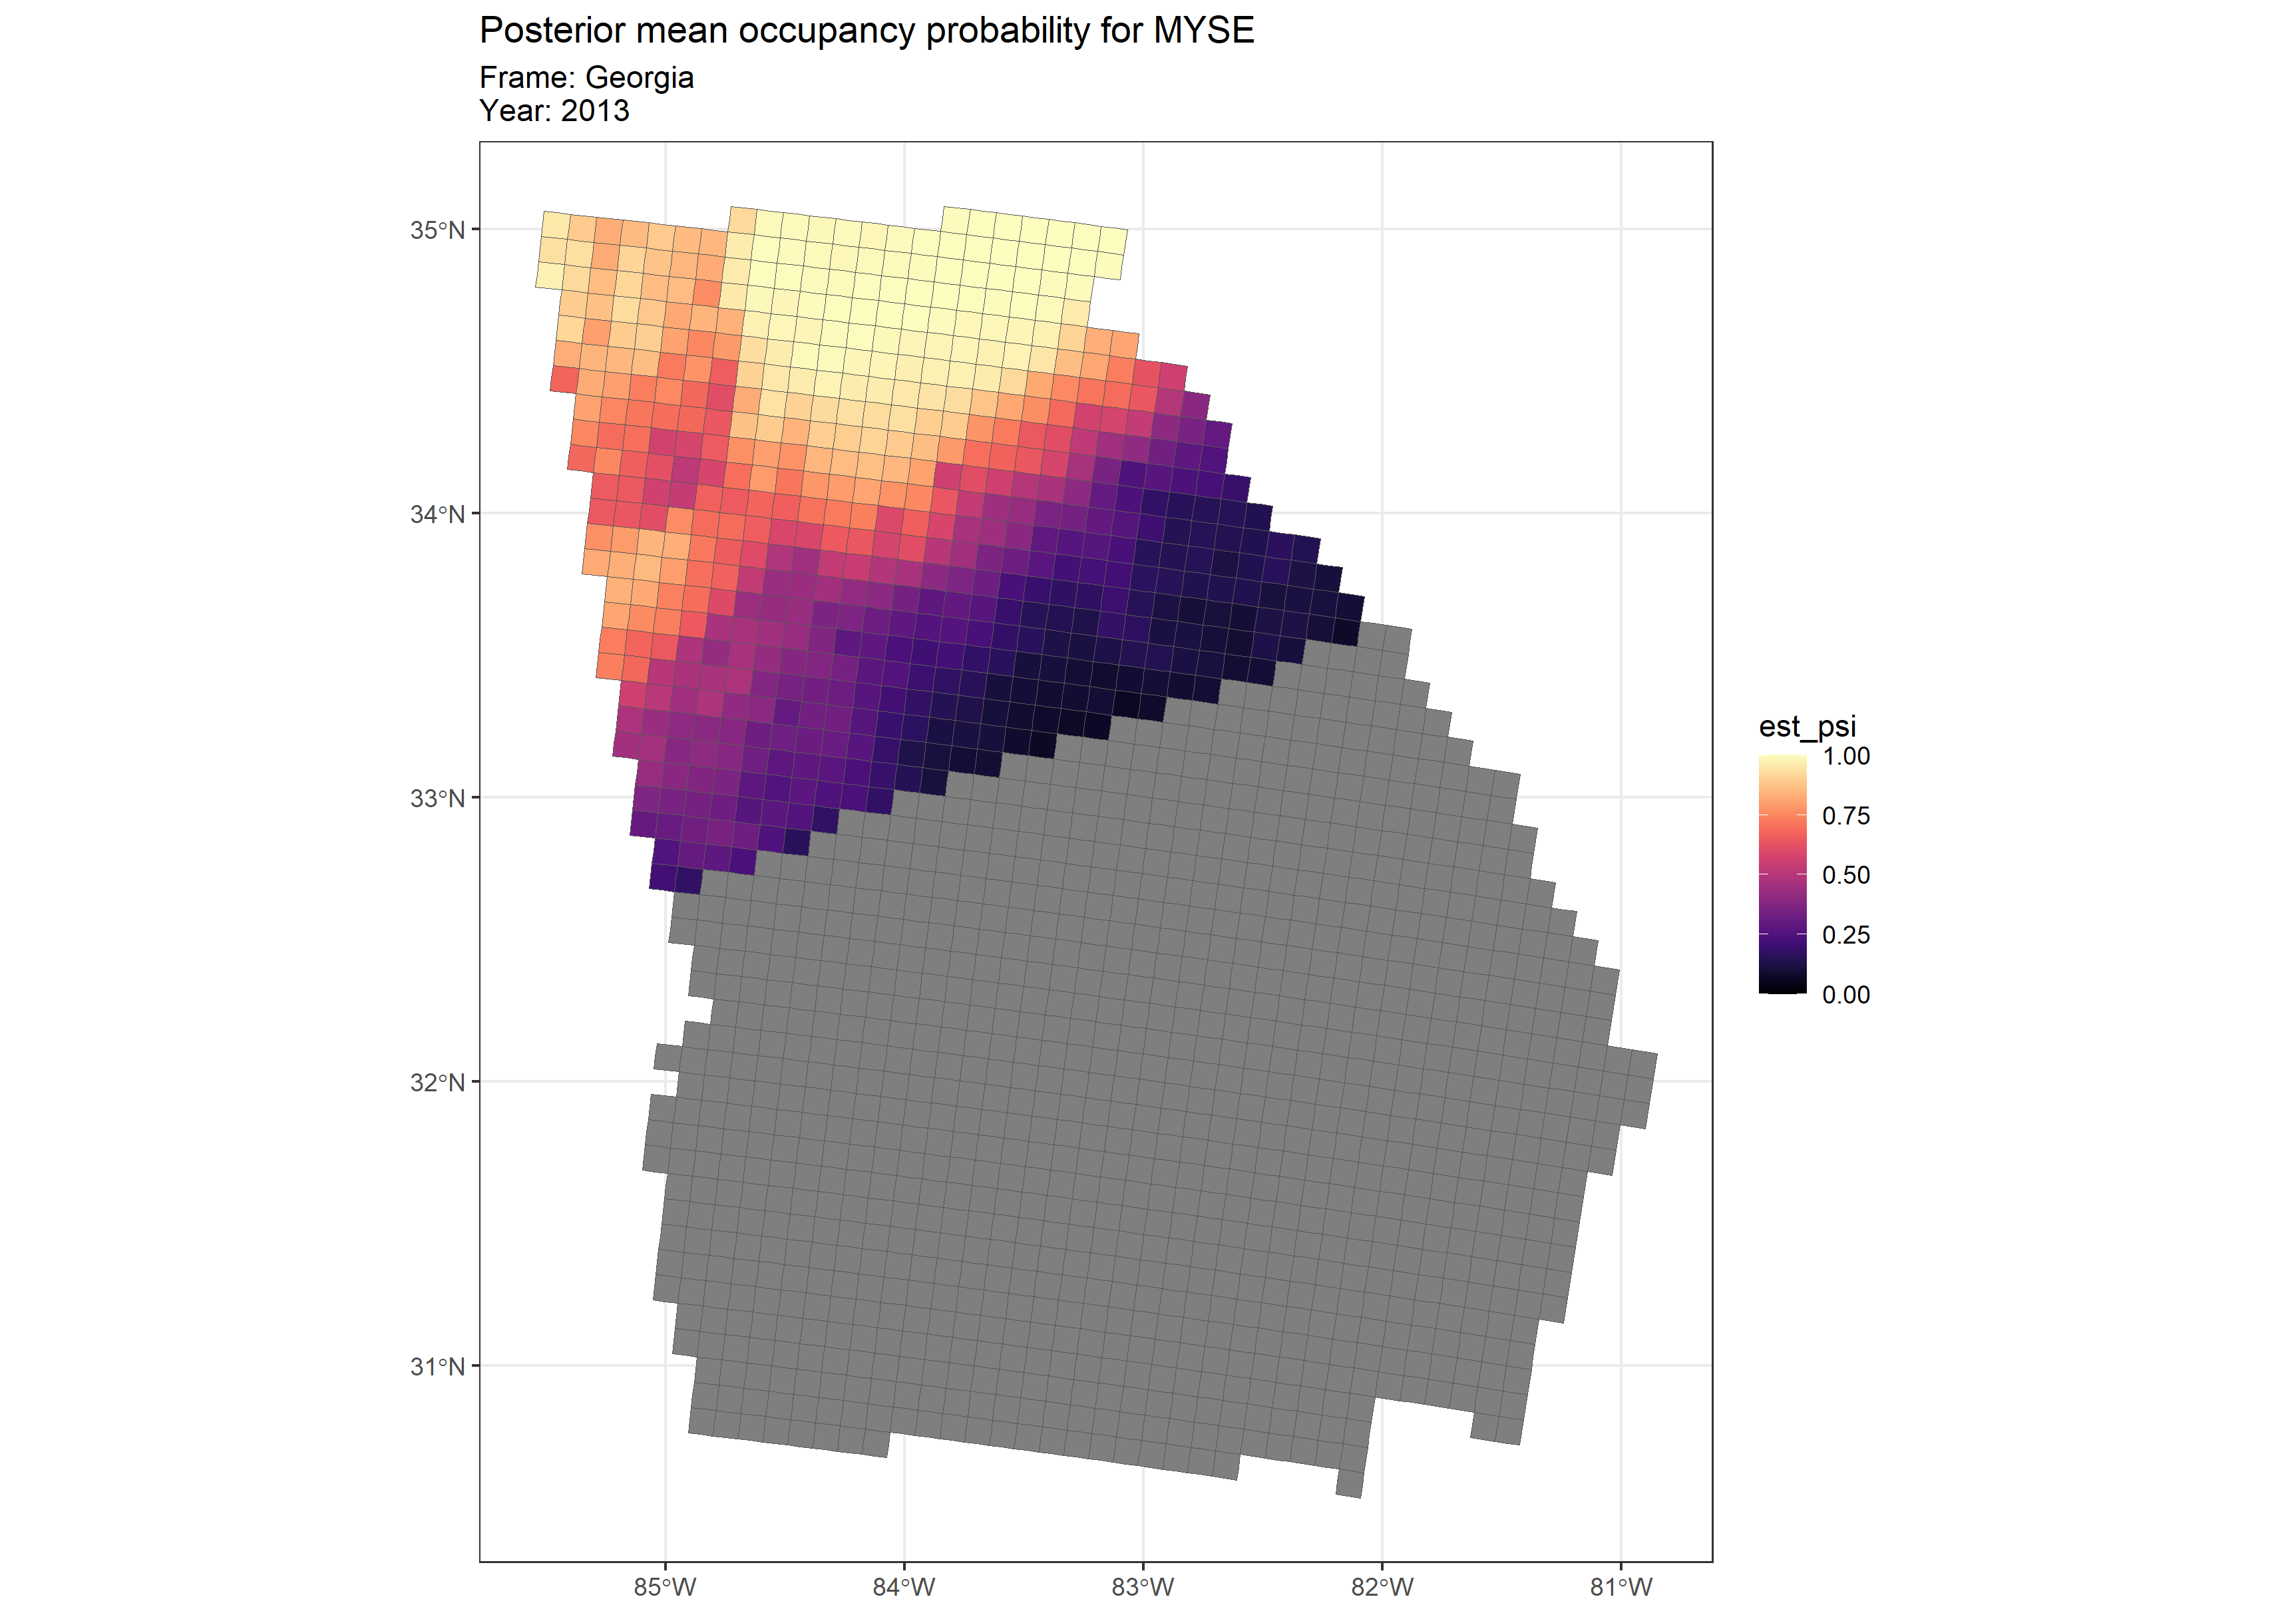 Posterior mean occupancy probability for MYSE
Frame: Georgia
Year: 2013
35°N
34°N
33°N
32°N
31°N
85°W
84°W
83°W
82°W
81°W
est_psi
1.00
0.75
0.50
0.25
0.00